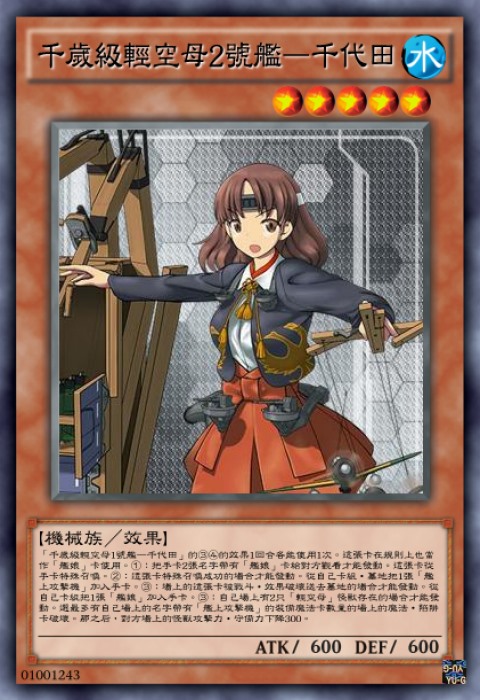 千歲級輕空母2號艦—千代田
水
[機械族／效果]
「千歲級輕空母1號艦—千代田」的③④的效果1回合各能使用1次。這張卡在規則上也當
作「艦娘」卡使用。①：把手卡2張名字帶有「艦娘」卡給對方觀看才能發動。這張卡從
手卡特殊召喚。②：這張卡特殊召喚成功的場合才能發動。從自己卡組・墓地把1張「艦
上攻擊機」加入手卡。③：場上的這張卡被戰鬥・效果破壞送去墓地的場合才能發動。從
自己卡組把1張「艦娘」加入手卡。③：自己場上有2只「輕空母」怪獸存在的場合才能發
動。選最多有自己場上的名字帶有「艦上攻擊機」的裝備魔法卡數量的場上的魔法・陷阱
卡破壞。那之後，對方場上的怪獸攻擊力・守備力下降300。
ATK/ 600 DEF/ 600
01001243